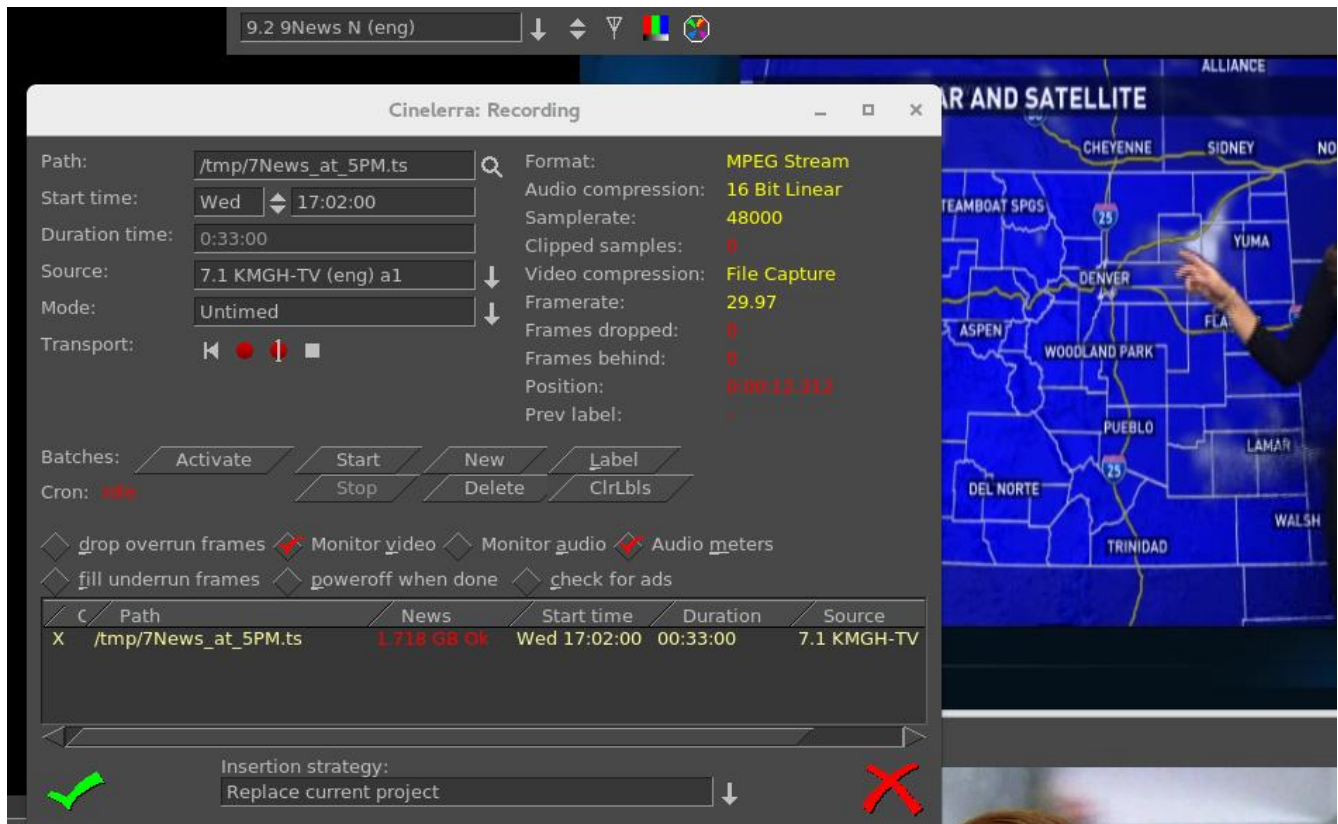 9.2 9News N (eng)
Cinelerra: Recording
Path:
/tmp/7News_at_5PM.ts
Start time:
Wed
17:02:00
Duration time:
0:33:00
Source:
7.1 KMGH-TV (eng) a1
Mode:
Untimed
Transport:
Format:
MPEG Stream
Audio compression:
16 Bit Linear
Samplerate:
48000
Clipped samples:
0
Video compression:
File Capture
Framerate:
29.97
Frames dropped:
0
Frames behind:
0
Position:
0:00:12.312
Prev label:
-
Batches:
Activate
Start
New
Label
Cron:
Idle
Stop
Delete
ClrLbls
drop overrun frames
Monitor video
Monitor audio
Audio meters
fill underrun frames
poweroff when done
check for ads
Path
News
Start time
Duration
Source
X
/tmp/7News_at_5PM.ts
1.718 GB Ok
Wed 17:02:00
00:33:00
7.1 KMGH-TV
Insertion strategy:
Replace current project
ALLIANCE
AR AND SATELLITE
CHEYENNE
SIDNEY
NO
TEAMBOAT SPGS
25
YUMA
DENVER
ASPEN
FLA
WOODLAND PARK
PUEBLO
LAMAR
25
DEL NORTE
WALSH
TRINIDAD